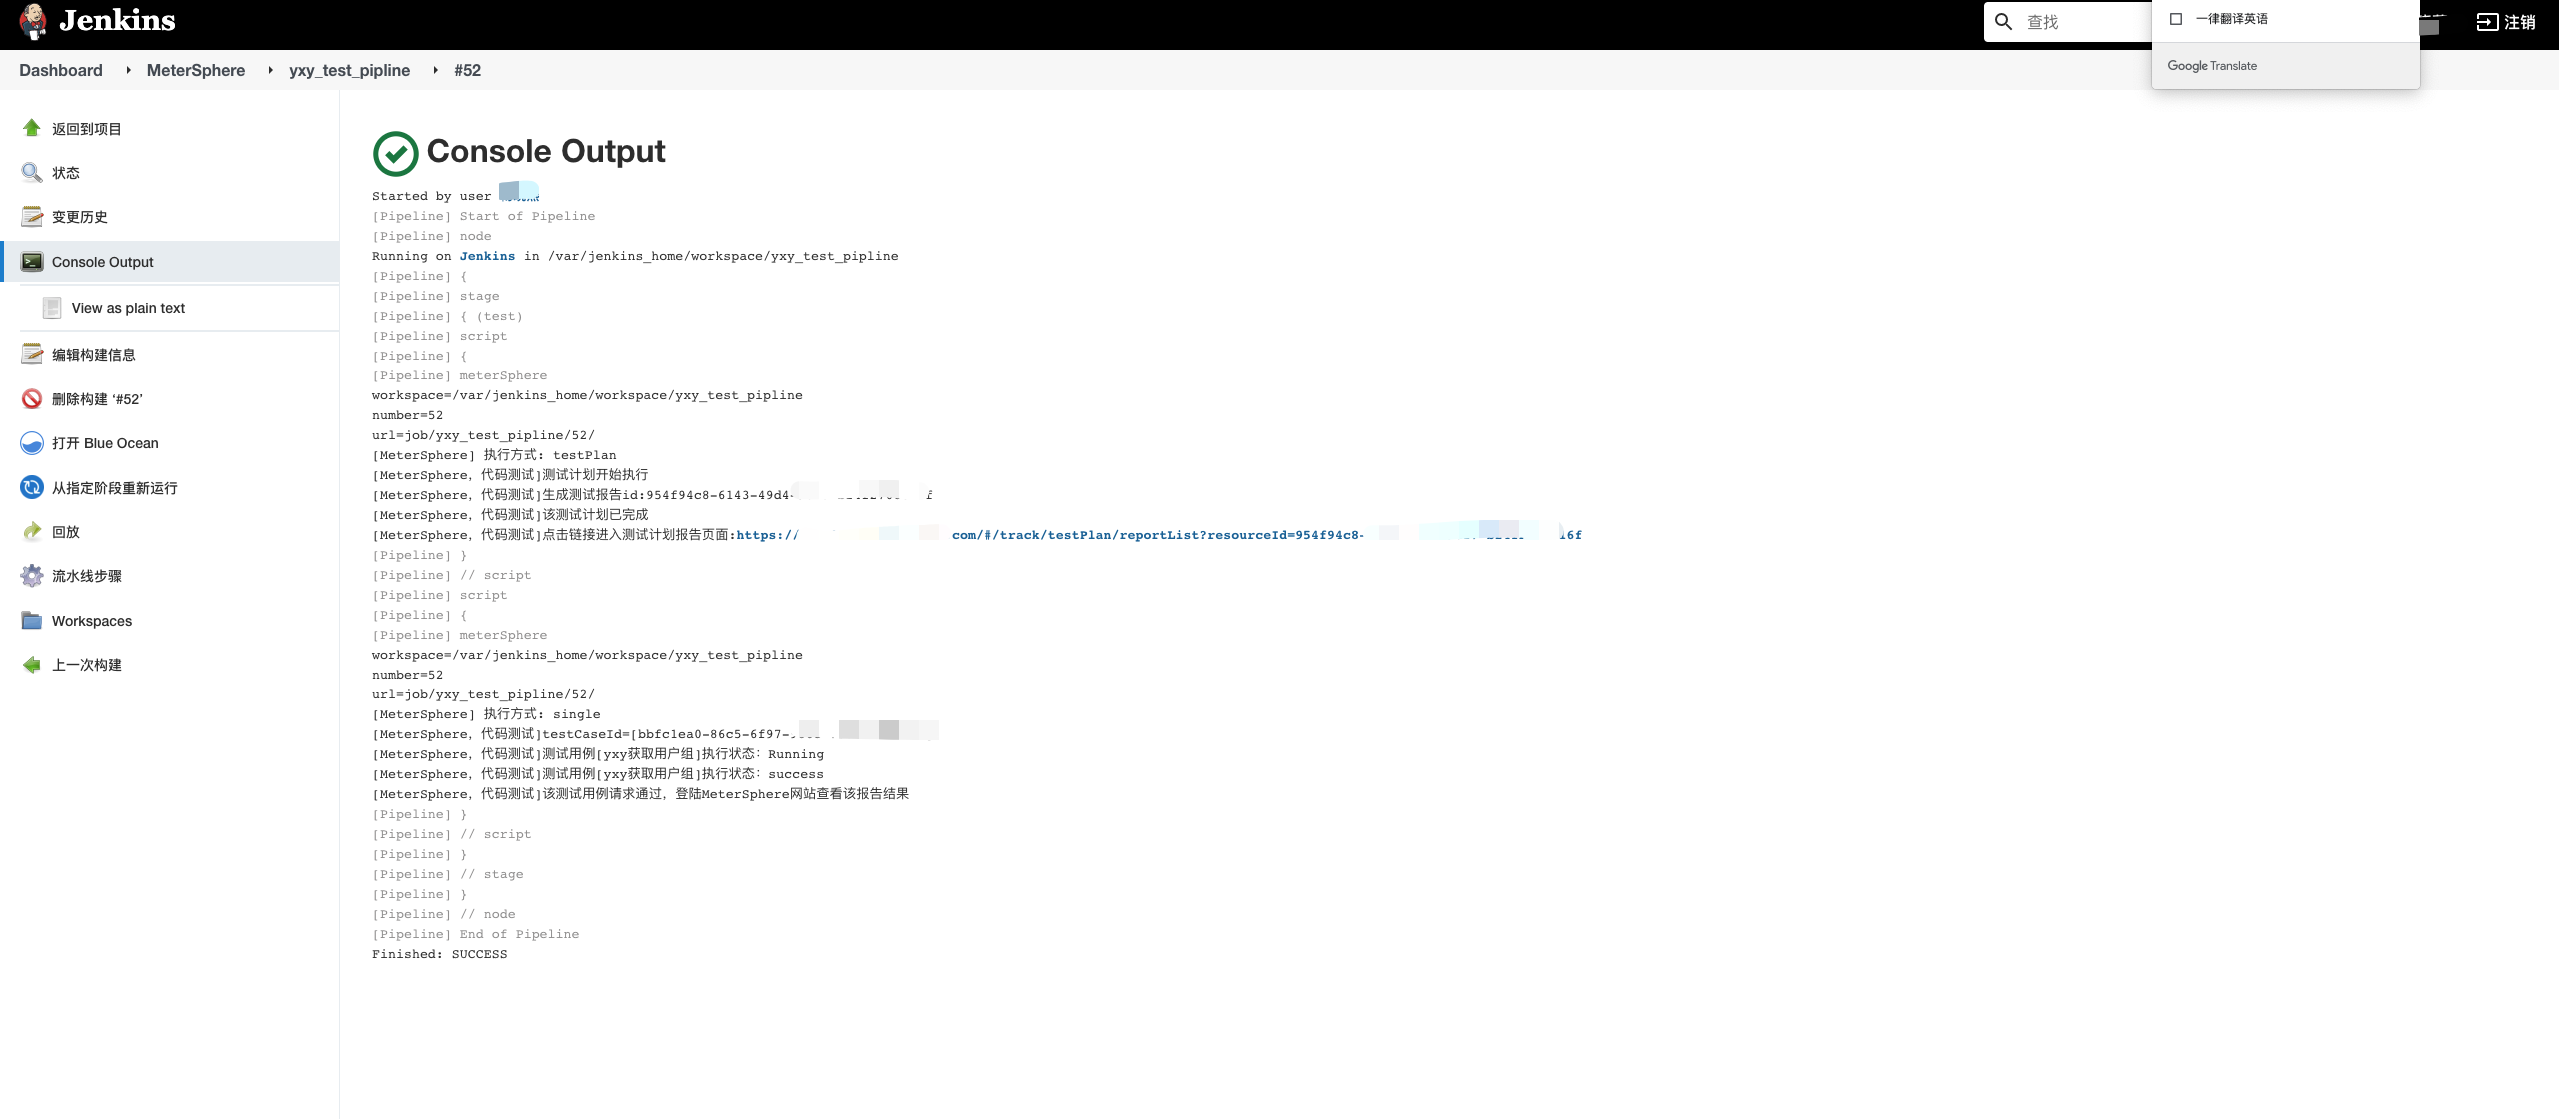 Jenkins
查找
一律翻译英语
注销
Google Translate
Dashboard
MeterSphere
yxy_test_pipline
#52
返回到项目
状态
变更历史
Console Output
View as plain text
编辑构建信息
删除构建 ‘#52’
打开 Blue Ocean
从指定阶段重新运行
回放
流水线步骤
Workspaces
上一次构建
Console Output
Started by user
[Pipeline] Start of Pipeline
[Pipeline] node
Running on Jenkins in /var/jenkins_home/workspace/yxy_test_pipline
[Pipeline] {
[Pipeline] stage
[Pipeline] { (test)
[Pipeline] script
[Pipeline] {
[Pipeline] meterSphere
workspace=/var/jenkins_home/workspace/yxy_test_pipline
number=52
url=job/yxy_test_pipline/52/
[MeterSphere] 执行方式: testPlan
[MeterSphere, 代码测试]测试计划开始执行
[MeterSphere, 代码测试]生成测试报告id:954f94c8-6143-49d4
[MeterSphere, 代码测试]该测试计划已完成
[MeterSphere, 代码测试]点击链接进入测试计划报告页面:https:// com/#/track/testPlan/reportList?resourceId=954f94c8- 16f
[Pipeline] }
[Pipeline] // script
[Pipeline] script
[Pipeline] {
[Pipeline] meterSphere
workspace=/var/jenkins_home/workspace/yxy_test_pipline
number=52
url=job/yxy_test_pipline/52/
[MeterSphere] 执行方式: single
[MeterSphere, 代码测试]testCaseId=[bbfc1ea0-86c5-6f97-
[MeterSphere, 代码测试]测试用例[yxy获取用户组]执行状态: Running
[MeterSphere, 代码测试]测试用例[yxy获取用户组]执行状态: success
[MeterSphere, 代码测试]该测试用例请求通过, 登陆MeterSphere网站查看该报告结果
[Pipeline] }
[Pipeline] // script
[Pipeline] }
[Pipeline] // stage
[Pipeline] }
[Pipeline] // node
[Pipeline] End of Pipeline
Finished: SUCCESS